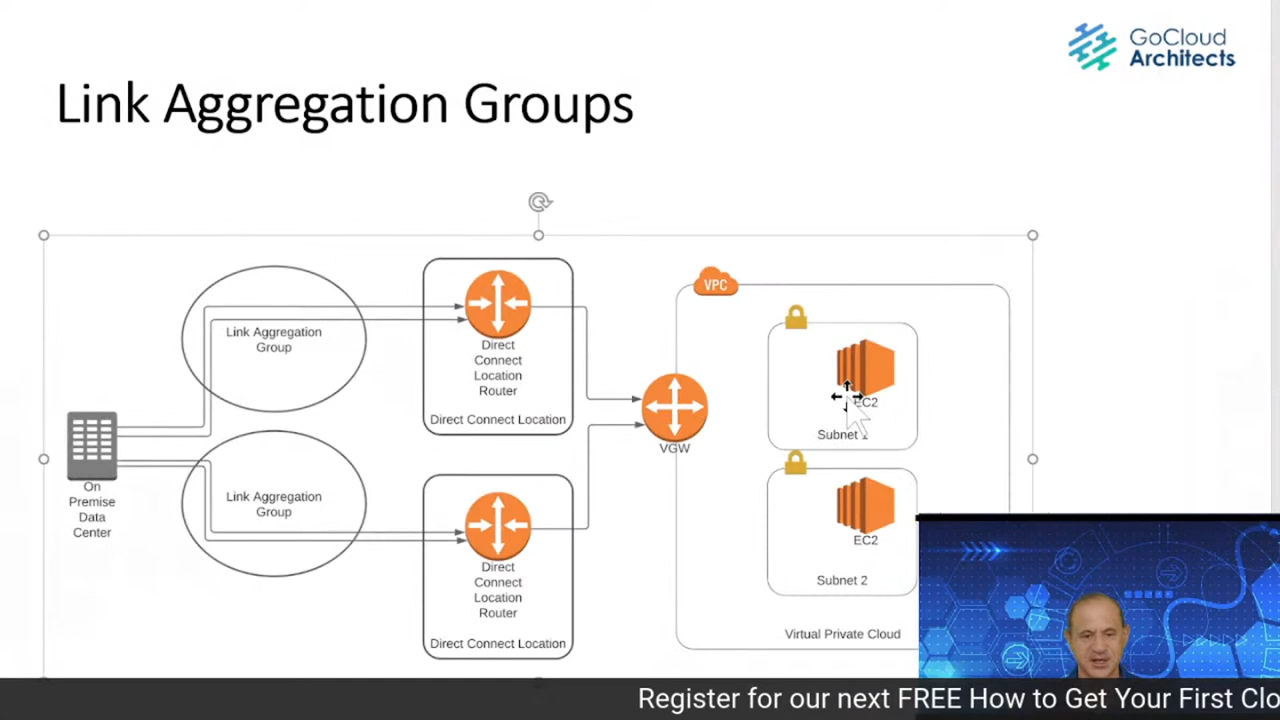 GoCloud
Architects
Link Aggregation Groups
VPC
Link Aggregation
Group
Direct
Connect
Location
Router
Direct Connect Location
EC2
Subnet
VGW
On
Premise
Data
Center
Link Aggregation
Group
Direct
Connect
Location
Router
Direct Connect Location
EC2
Subnet 2
Virtual Private Cloud
Register for our next FREE How to Get Your First Clo